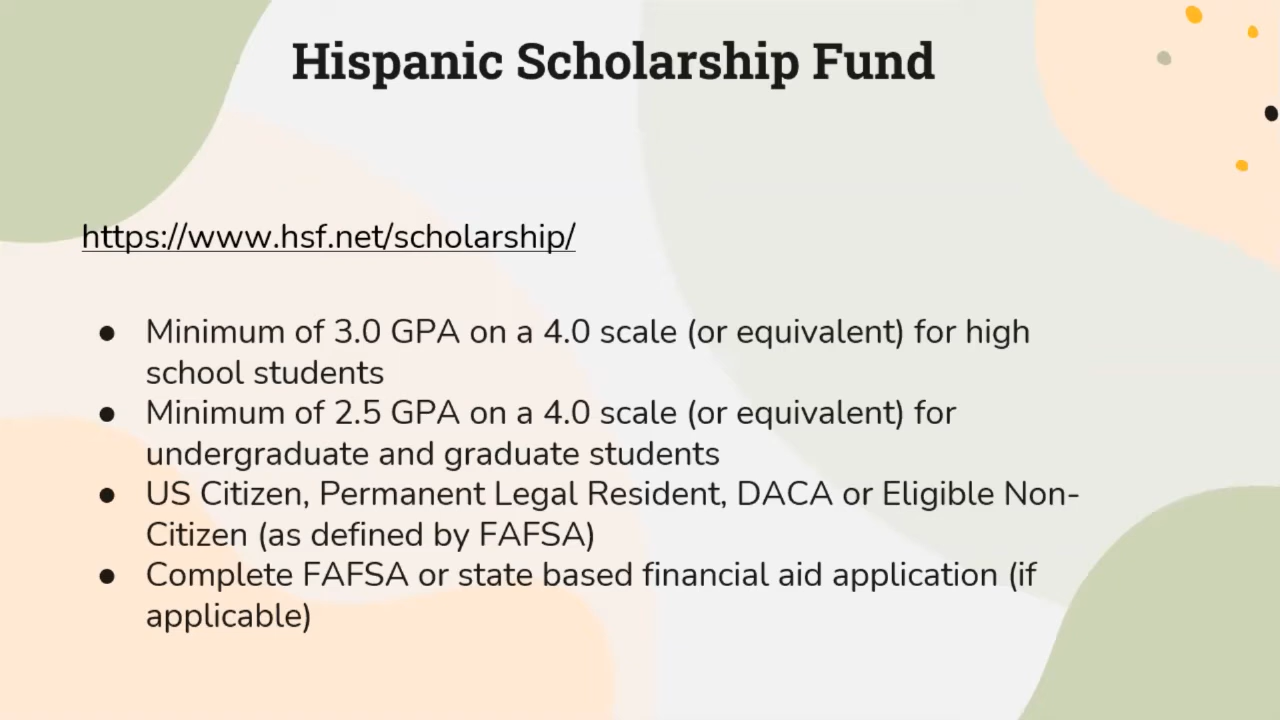 Hispanic Scholarship Fund
https://www.hsf.net/scholarship/
● Minimum of 3.0 GPA on a 4.0 scale (or equivalent) for high
school students
● Minimum of 2.5 GPA on a 4.0 scale (or equivalent) for
undergraduate and graduate students
● US Citizen, Permanent Legal Resident, DACA or Eligible Non-
Citizen (as defined by FAFSA)
● Complete FAFSA or state based financial aid application (if
applicable)